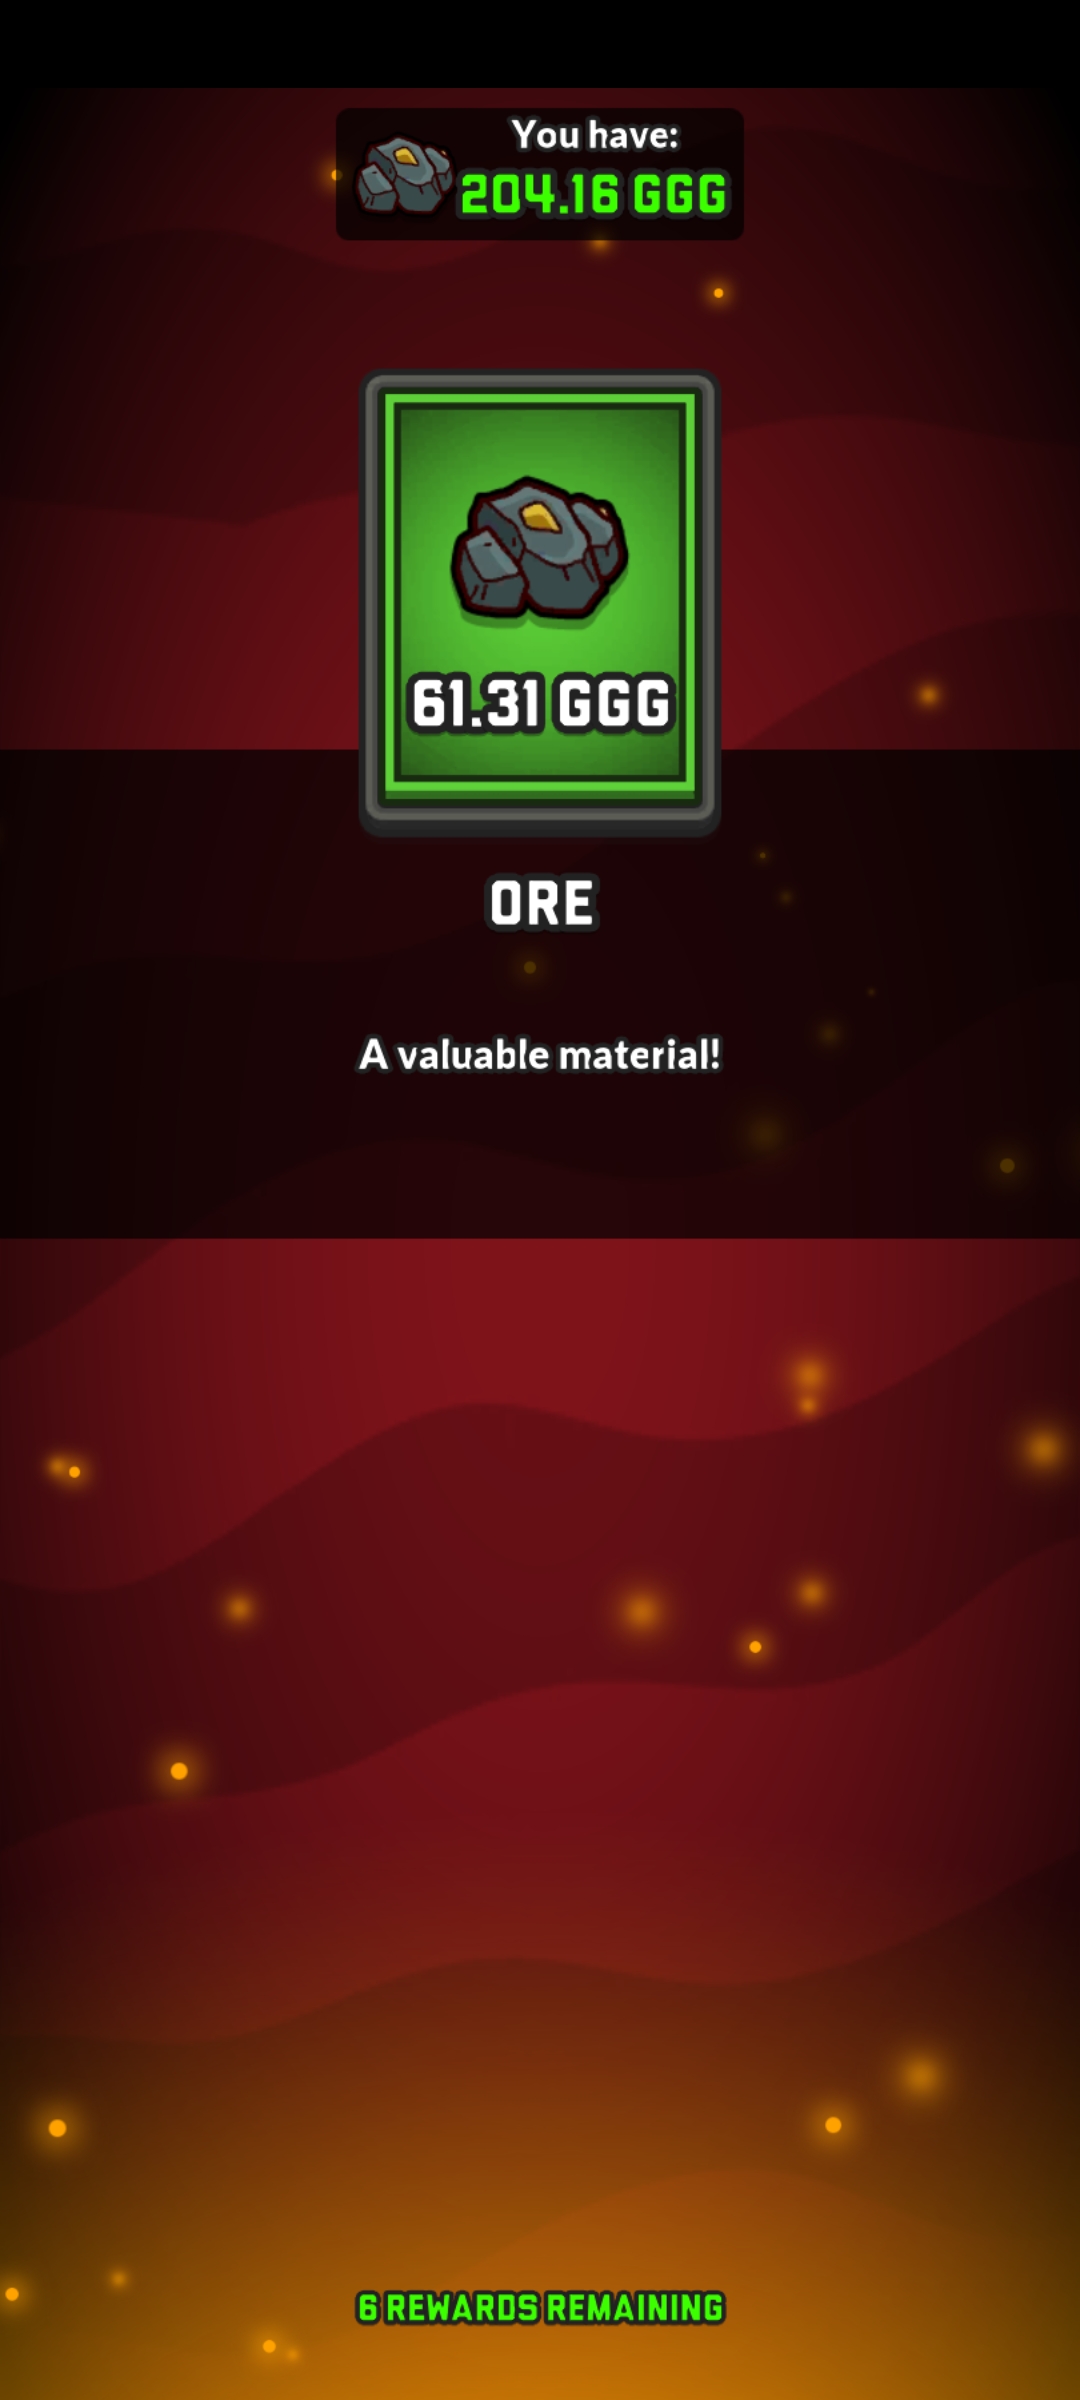 You have:
204.16 GGG
61.31 GGG
ORE
A valuable material!
6 REWARDS REMAINING